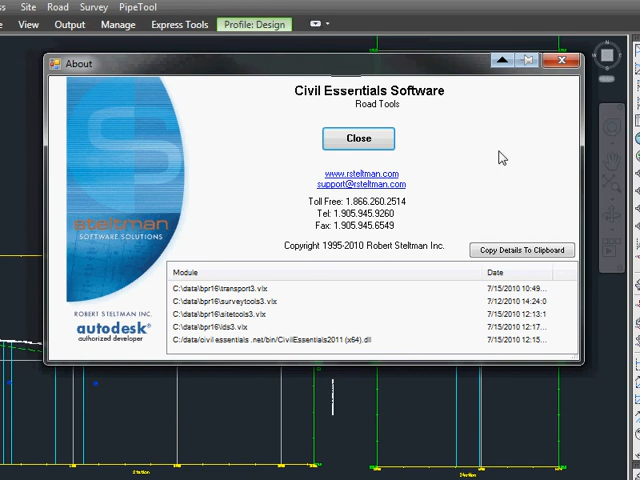 Site Road Survey PipeTool
View Output Manage Express Tools Profile: Design
About
Civil Essentials Software
Road Tools
Close
www.rsteltman.com
support@rsteltman.com
Toll Free: 1.866.260.2514
Tel: 1.905.945.9260
Fax: 1.905.945.6549
Copyright 1995-2010 Robert Steltman Inc.
Copy Details To Clipboard
steltman
SOFTWARE SOLUTIONS
ROBERT STELTMAN INC.
autodesk®
authorized developer
Module Date
C:\data\bpr16\transport3.vlx 7/15/2010 10:49...
C:\data\bpr16\surveytools3.vlx 7/12/2010 14:24:0
C:\data\bpr16\sitetools3.vlx 7/15/2010 12:13:1
C:\data\bpr16\ds3.vlx 7/15/2010 12:17...
C:/data/civil essentials .net/bin/CivilEssentials2011 (x64).dll 7/15/2010 12:15...
Station
Station